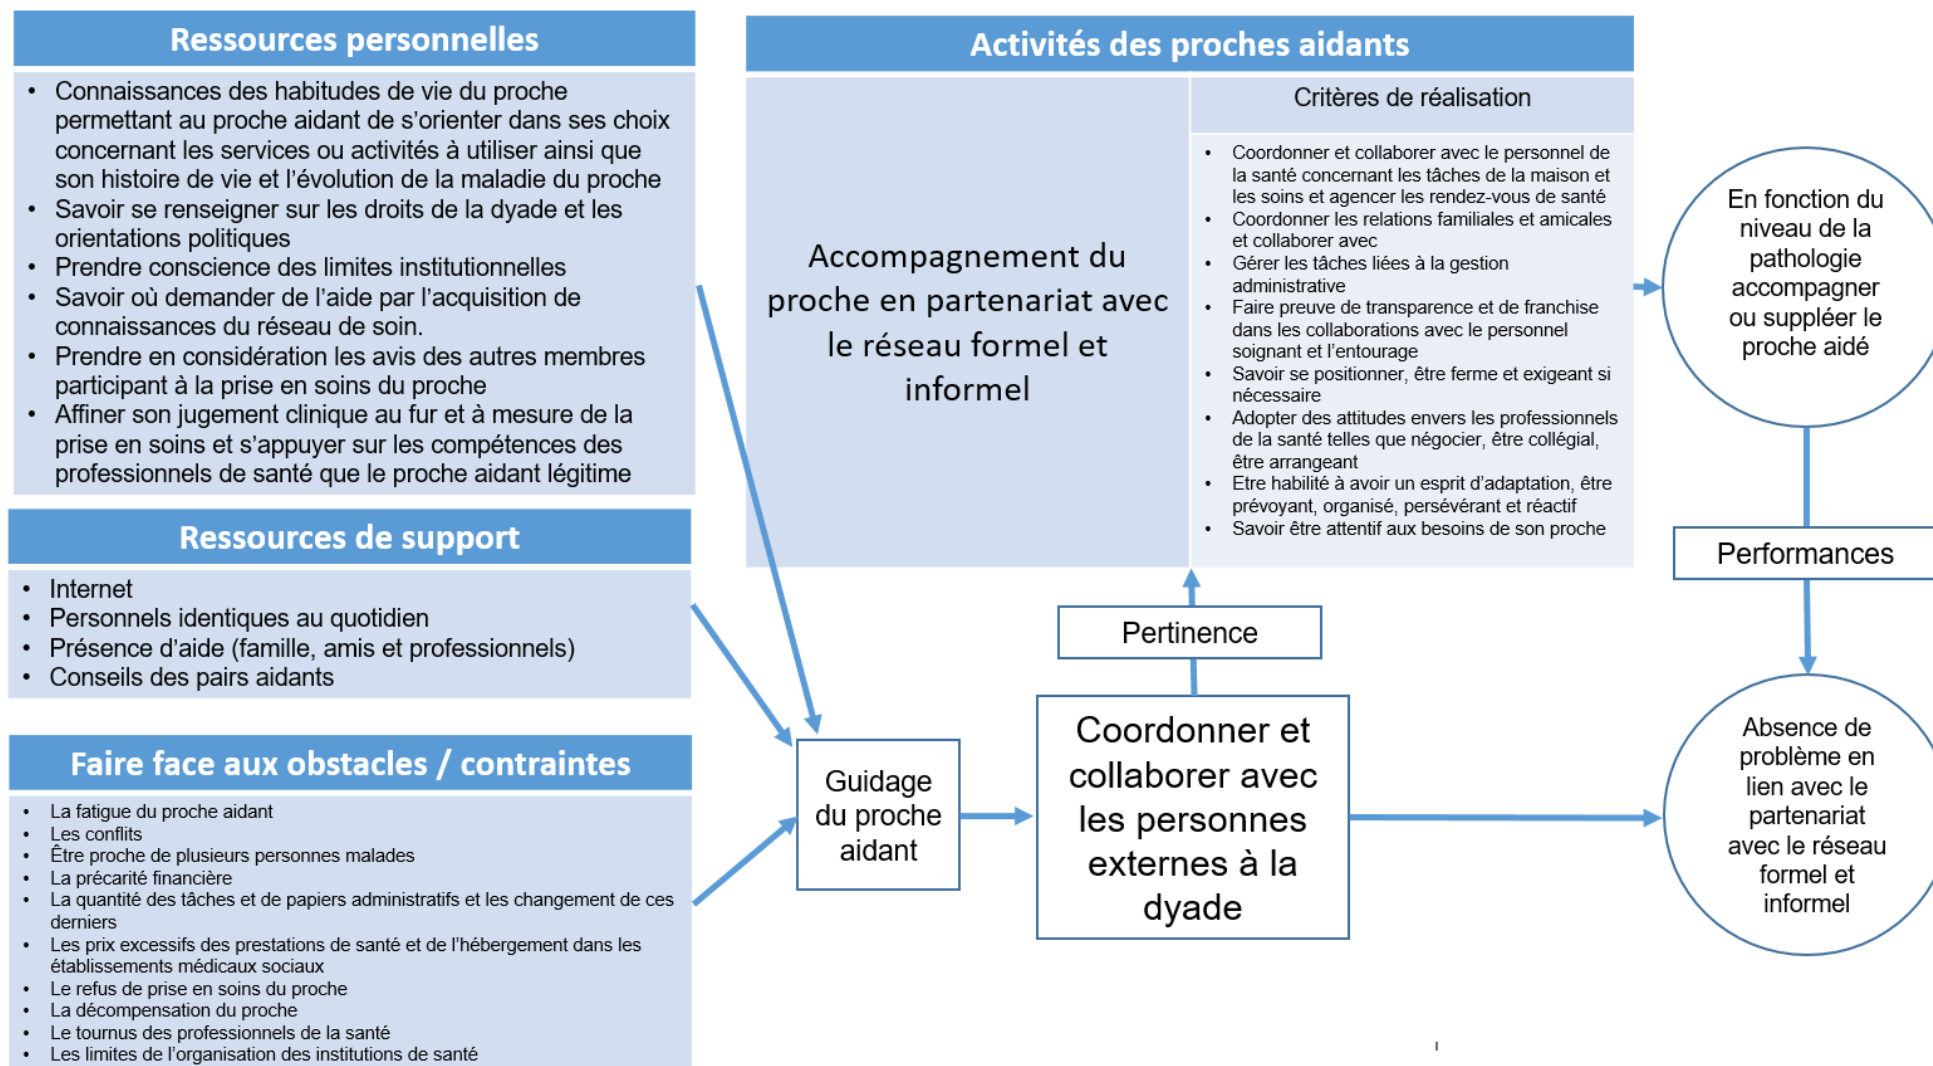 Ressources personnelles
• Connaissances des habitudes de vie du proche
permettant au proche aidant de s'orienter dans ses choix
concernant les services ou activités à utiliser ainsi que
son histoire de vie et l'évolution de la maladie du proche
• Savoir se renseigner sur les droits de la dyade et les
orientations politiques
• Prendre conscience des limites institutionnelles
• Savoir où demander de l'aide par l'acquisition de
connaissances du réseau de soin.
• Prendre en considération les avis des autres membres
participant à la prise en soins du proche
• Affiner son jugement clinique au fur et à mesure de la
prise en soins et s'appuyer sur les compétences des
professionnels de santé que le proche aidant légitime
Ressources de support
• Internet
• Personnels identiques au quotidien
• Présence d'aide (famille, amis et professionnels)
• Conseils des pairs aidants
Faire face aux obstacles / contraintes
• La fatigue du proche aidant
• Les conflits
• Être proche de plusieurs personnes malades
• La précarité financière
• La quantité des tâches et de papiers administratifs et les changement de ces
derniers
• Les prix excessifs des prestations de santé et de l'hébergement dans les
établissements médicaux sociaux
• Le refus de prise en soins du proche
• La décompensation du proche
• Le tournus des professionnels de la santé
• Les limites de l'organisation des institutions de santé
Guidage
du proche
aidant
Coordonner et
collaborer avec
les personnes
externes à la
dyade
Pertinence
Activités des proches aidants
Accompagnement du
proche en partenariat avec
le réseau formel et
informel
Critères de réalisation
• Coordonner et collaborer avec le personnel de
la santé concernant les tâches de la maison et
les soins et agencer les rendez-vous de santé
• Coordonner les relations familiales et amicales
et collaborer avec
• Gérer les tâches liées à la gestion
administrative
• Faire preuve de transparence et de franchise
dans les collaborations avec le personnel
soignant et l'entourage
• Savoir se positionner, être ferme et exigeant si
nécessaire
• Adopter des attitudes envers les professionnels
de la santé telles que négocier, être collégial,
être arrangeant
• Etre habilité à avoir un esprit d'adaptation, être
prévoyant, organisé, persévérant et réactif
• Savoir être attentif aux besoins de son proche
En fonction du
niveau de la
pathologie
accompagner
ou suppléer le
proche aidé
Performances
Absence de
problème en
lien avec le
partenariat
avec le réseau
formel et
informel